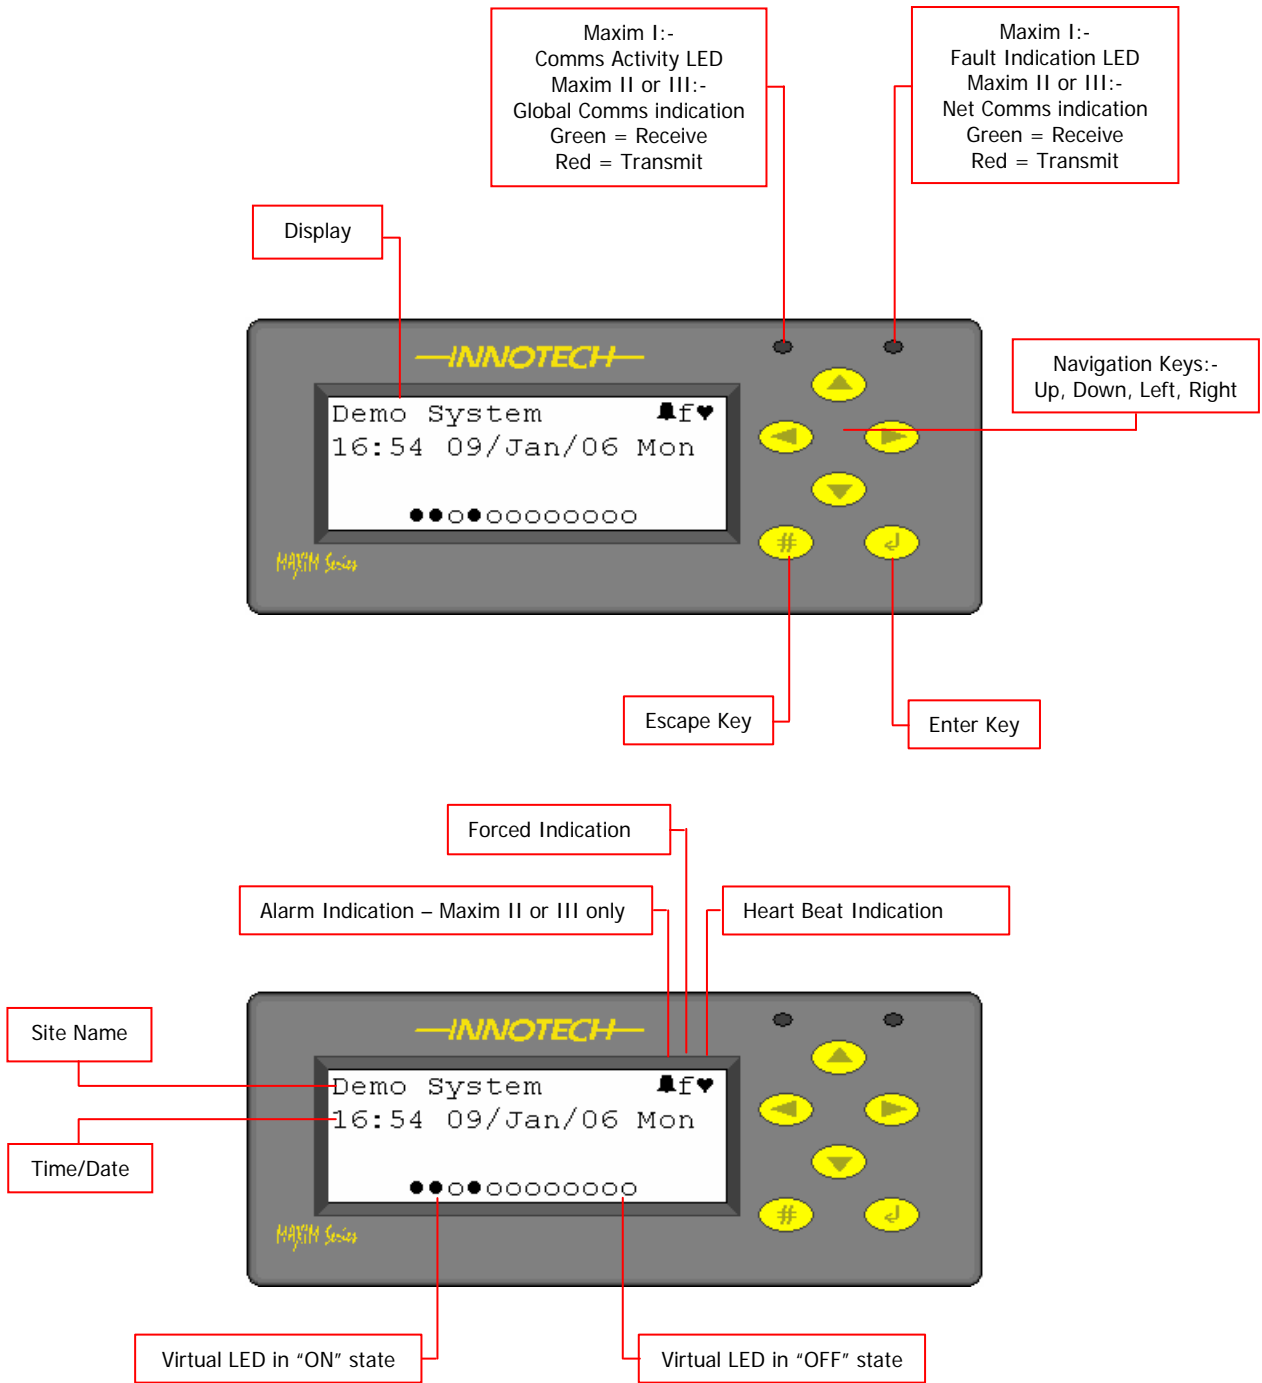 Maxim I:-
Comms Activity LED
Maxim II or III:-
Global Comms indication
Green = Receive
Red = Transmit
Maxim I:-
Fault Indication LED
Maxim II or III:-
Net Comms indication
Green = Receive
Red = Transmit
Display
INNOTECH
Navigation Keys:-
Up, Down, Left, Right
Demo System f♥
16:54 09/Jan/06 Mon
#
MAXIM Series
Escape Key
Enter Key
Forced Indication
Alarm Indication – Maxim II or III only
Heart Beat Indication
INNOTECH
Site Name
Demo System f♥
16:54 09/Jan/06 Mon
Time/Date
#
MAXIM Series
Virtual LED in “ON” state
Virtual LED in “OFF” state